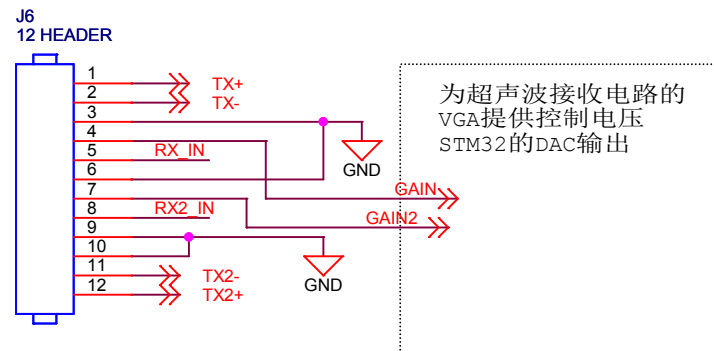 J6
12 HEADER
1
TX+
2
TX-
3
4
5
RX_IN
6
GND
7
GAIN
8
RX2_IN
GAIN2
9
10
11
TX2-
12
TX2+
GND
为超声波接收电路的
VGA提供控制电压
STM32的DAC输出